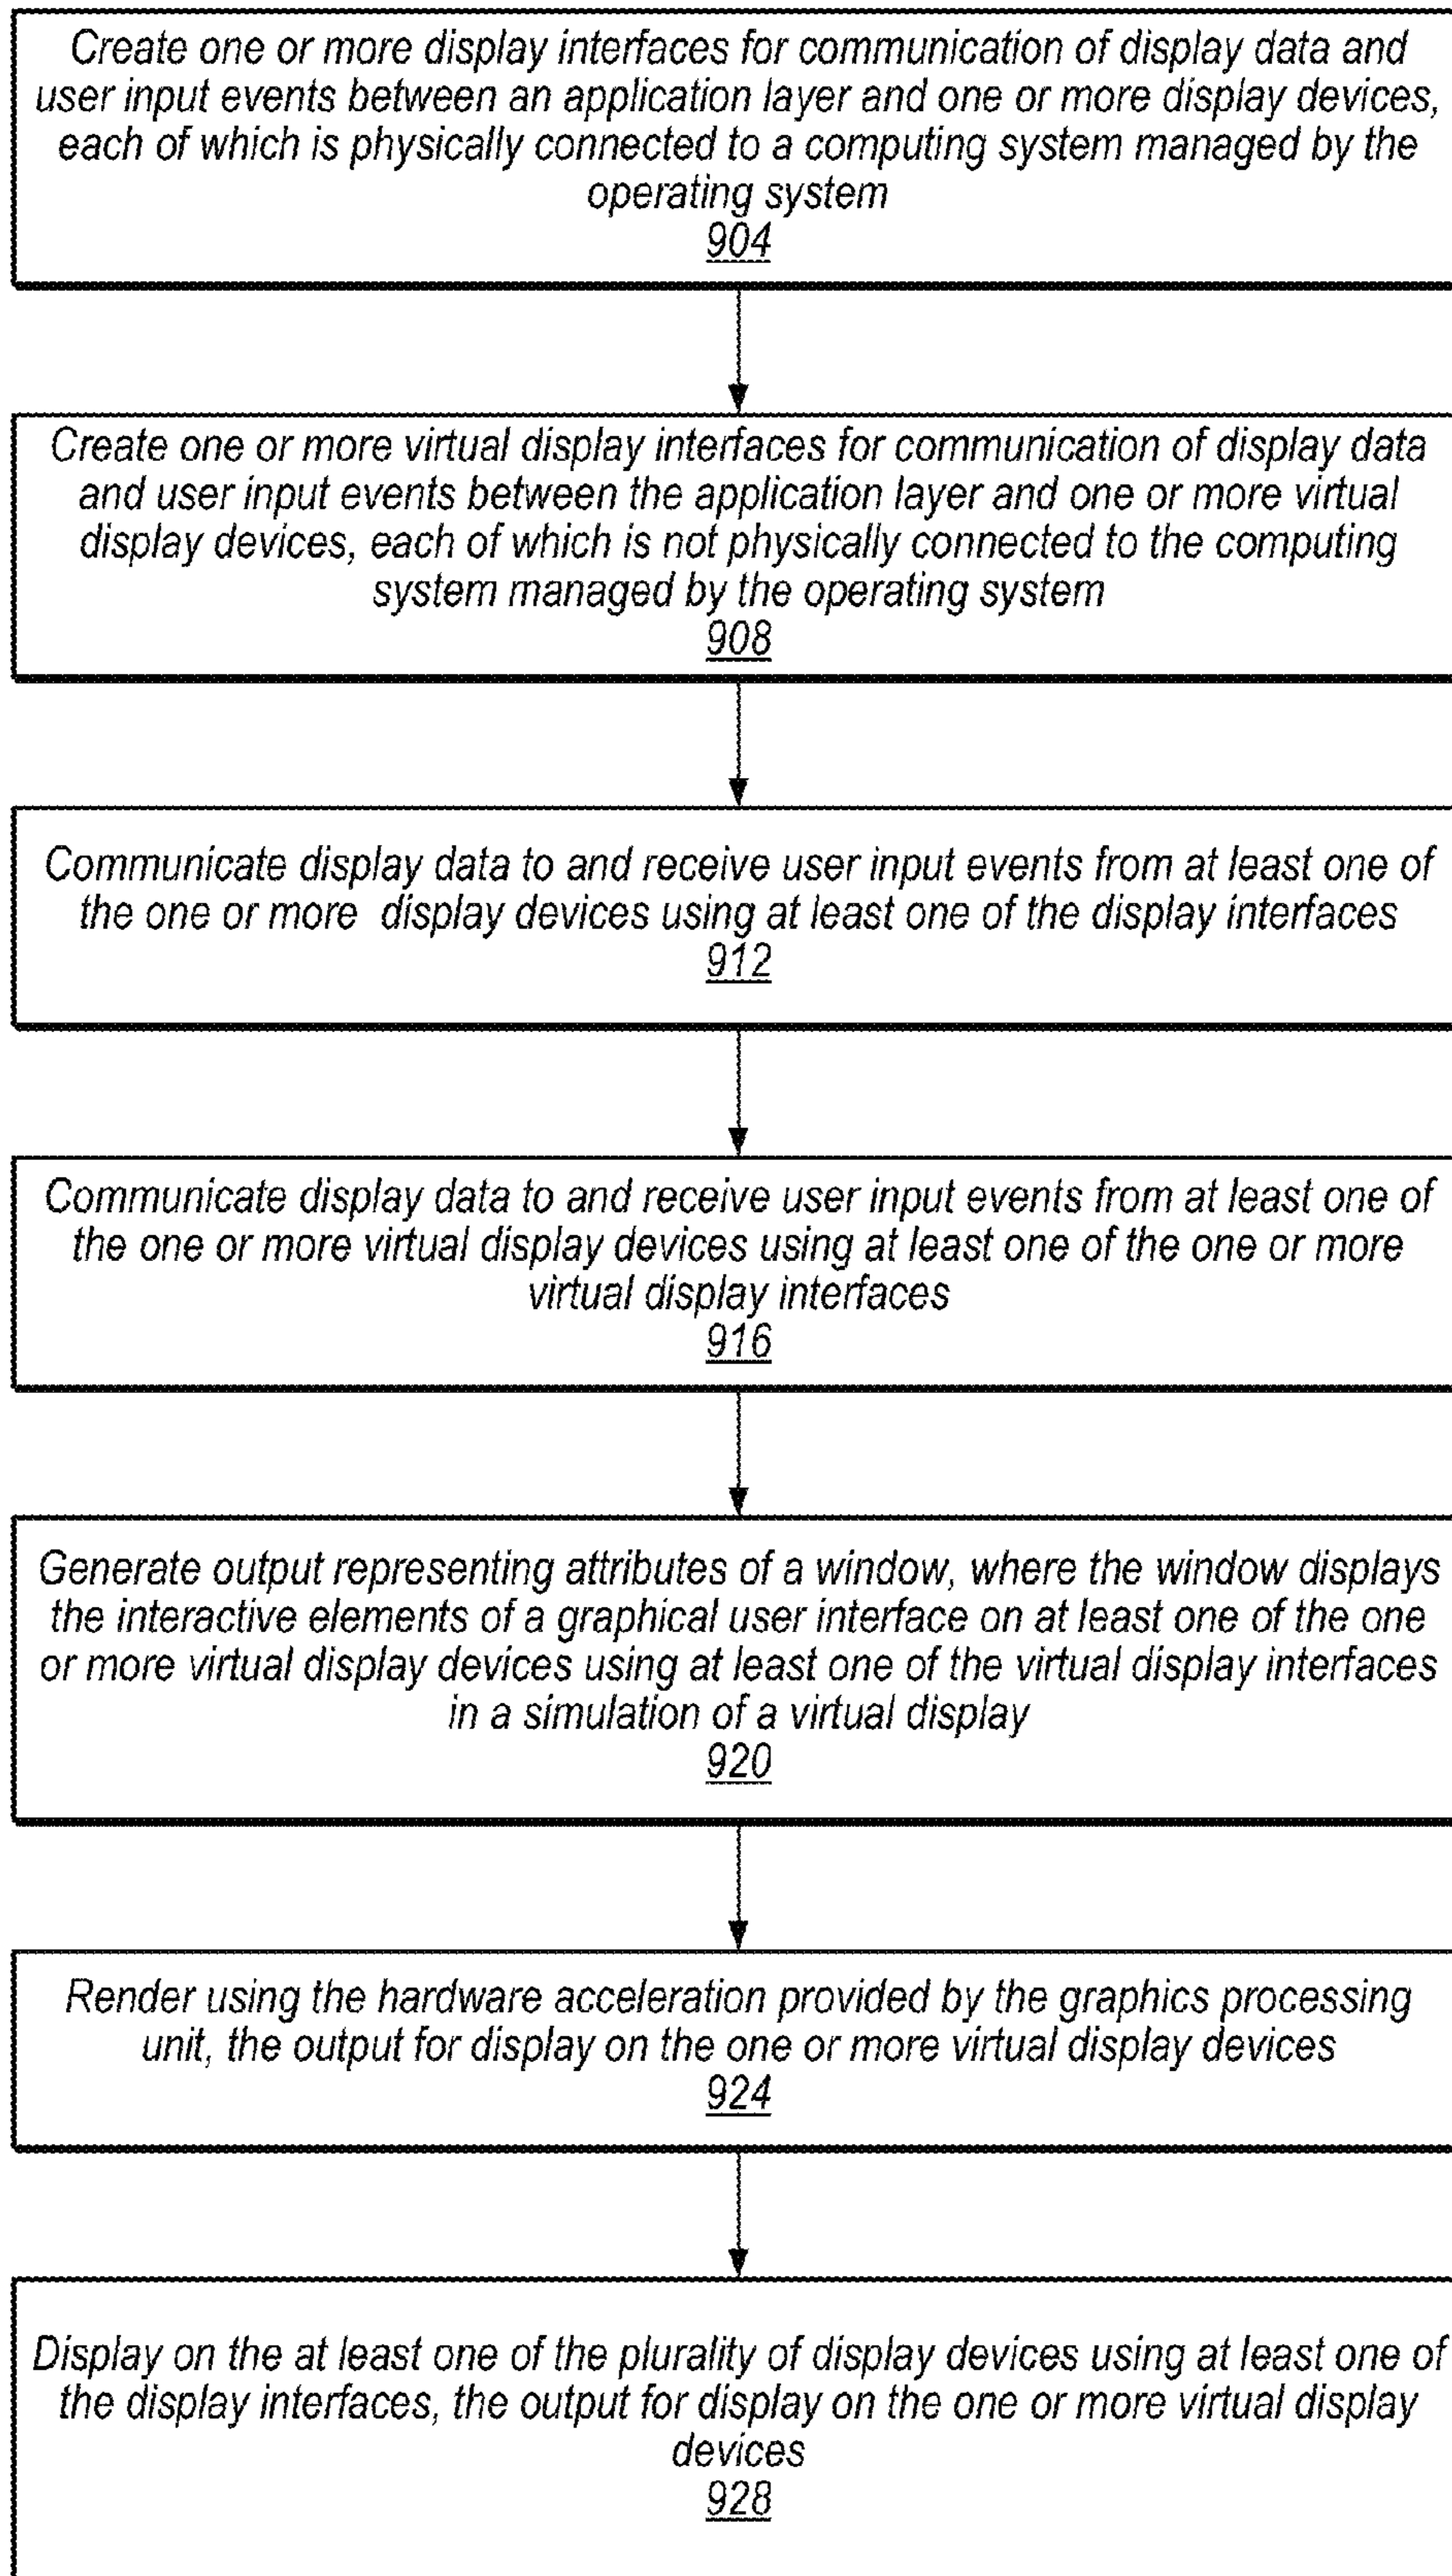 Create one or more display interfaces for communication of display data and
user input events between an application layer and one or more display devices,
each of which is physically connected to a computing system managed by the
operating system
904
Create one or more virtual display interfaces for communication of display data
and user input events between the application layer and one or more virtual
display devices, each of which is not physically connected to the computing
system managed by the operating system
908
Communicate display data to and receive user input events from at least one of
the one or more display devices using at least one of the display interfaces
912
Communicate display data to and receive user input events from at least one of
the one or more virtual display devices using at least one of the one or more
virtual display interfaces
916
Generate output representing attributes of a window, where the window displays
the interactive elements of a graphical user interface on at least one of the one
or more virtual display devices using at least one of the virtual display interfaces
in a simulation of a virtual display
920
Render using the hardware acceleration provided by the graphics processing
unit, the output for display on the one or more virtual display devices
924
Display on the at least one of the plurality of display devices using at least one of
the display interfaces, the output for display on the one or more virtual display
devices
928